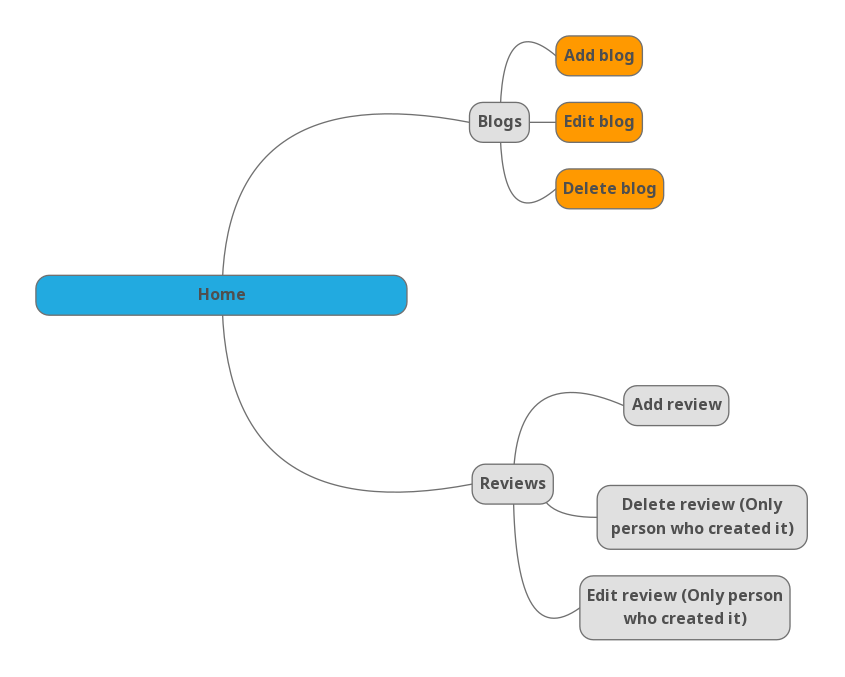 Add blog
Blogs
Edit blog
Delete blog
Home
Add review
Reviews
Delete review (Only
person who created it)
Edit review (Only person
who created it)